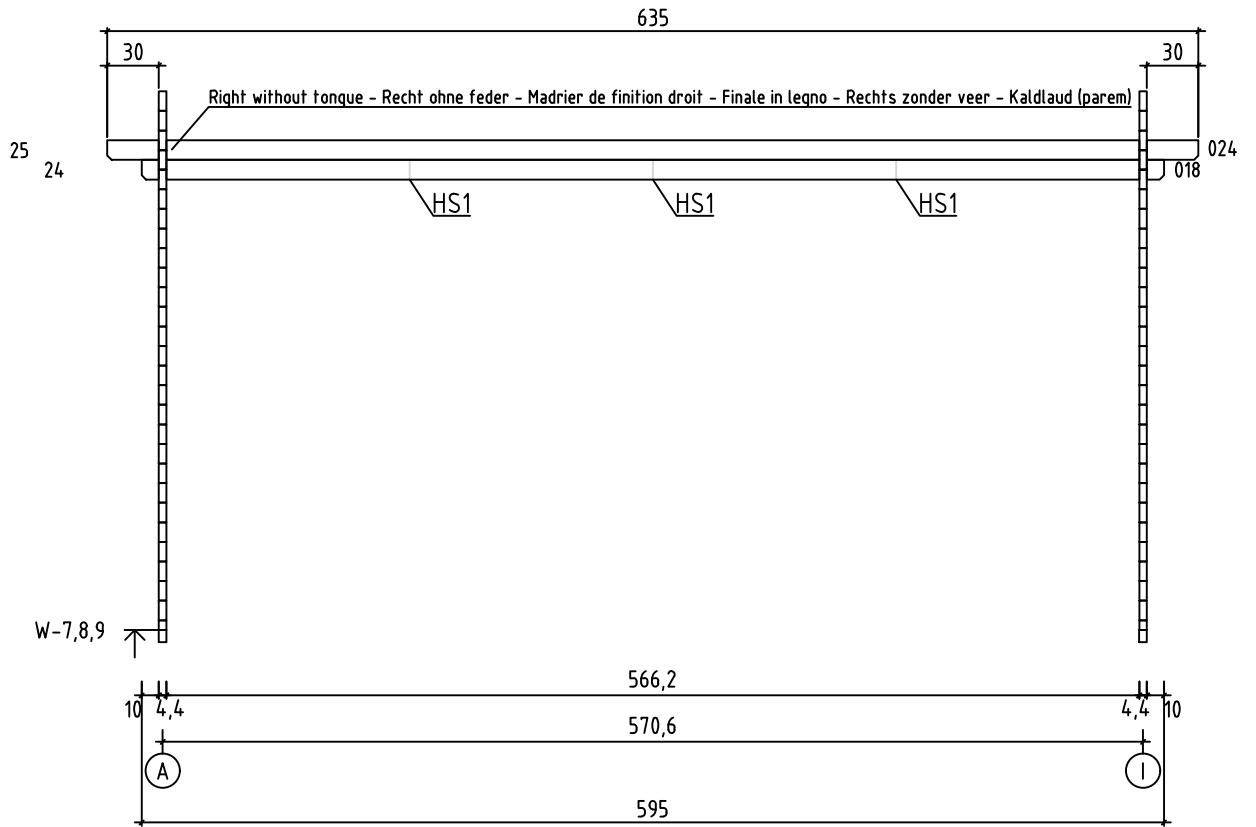 635
30
30
Right without tongue - Recht ohne feder - Madrier de finition droit - Finale in legno - Rechts zonder veer - Kaldlaud (parem)
25
024
24
018
HS1
HS1
HS1
W-7,8,9
566,2
10
4,4
4,4
10
570,6
A
I
595